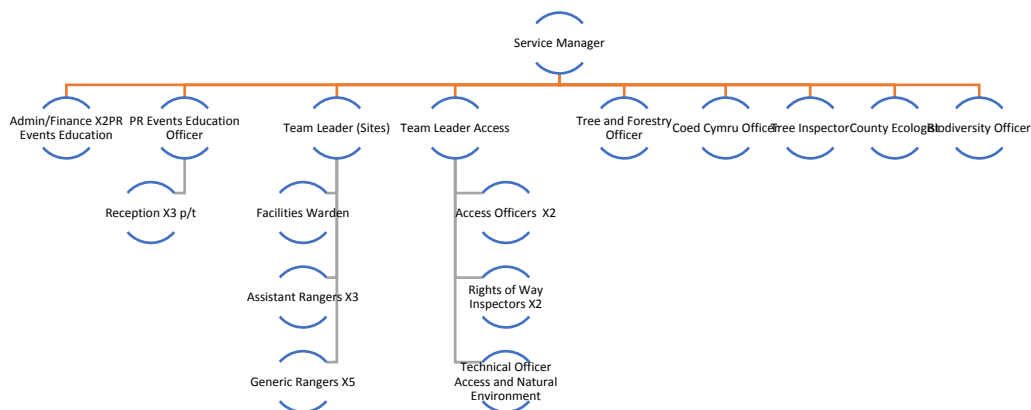 Service Manager
Admin/Finance X2PR
Events Education
PR Events Education
Officer
Team Leader (Sites)
Team Leader Access
Tree and Forestry
Officer
Coed Cymru Officer
Tree Inspector
County Ecologist
Biodiversity Officer
Reception X3 p/t
Facilities Warden
Access Officers  X2
Assistant Rangers X3
Rights of Way
Inspectors X2
Generic Rangers X5
Technical Officer
Access and Natural
Environment